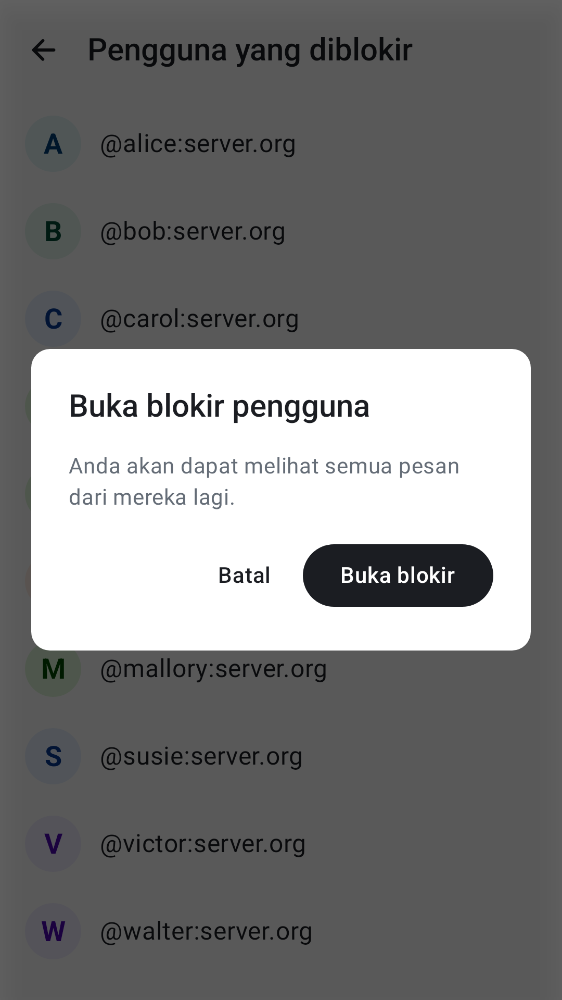 Pengguna yang diblokir
A @alice:server.org
B @bob:server.org
C @carol:server.org
Buka blokir pengguna
Anda akan dapat melihat semua pesan
dari mereka lagi.
Batal Buka blokir
M @mallory:server.org
S @susie:server.org
V @victor:server.org
W @walter:server.org